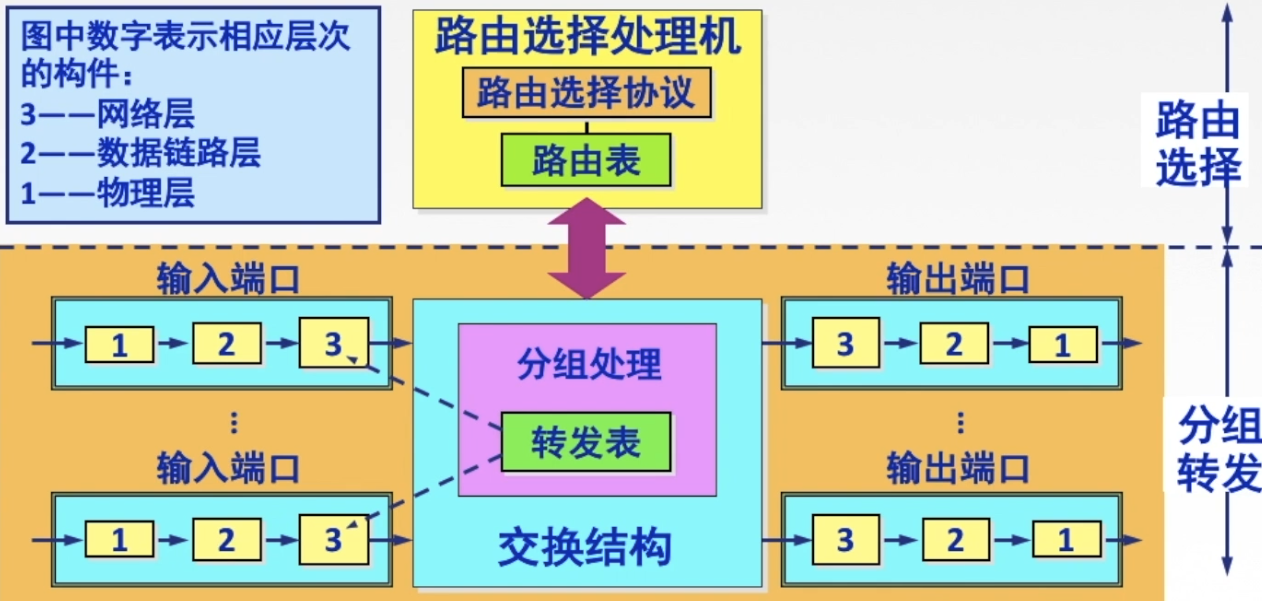 图中数字表示相应层次
的构件：
3——网络层
2——数据链路层
1——物理层
路由选择处理机
路由选择协议
路由表
路由
选择
输入端口
1
2
3
⋮
输入端口
1
2
3
分组处理
转发表
交换结构
输出端口
3
2
1
⋮
输出端口
3
2
1
分组
转发